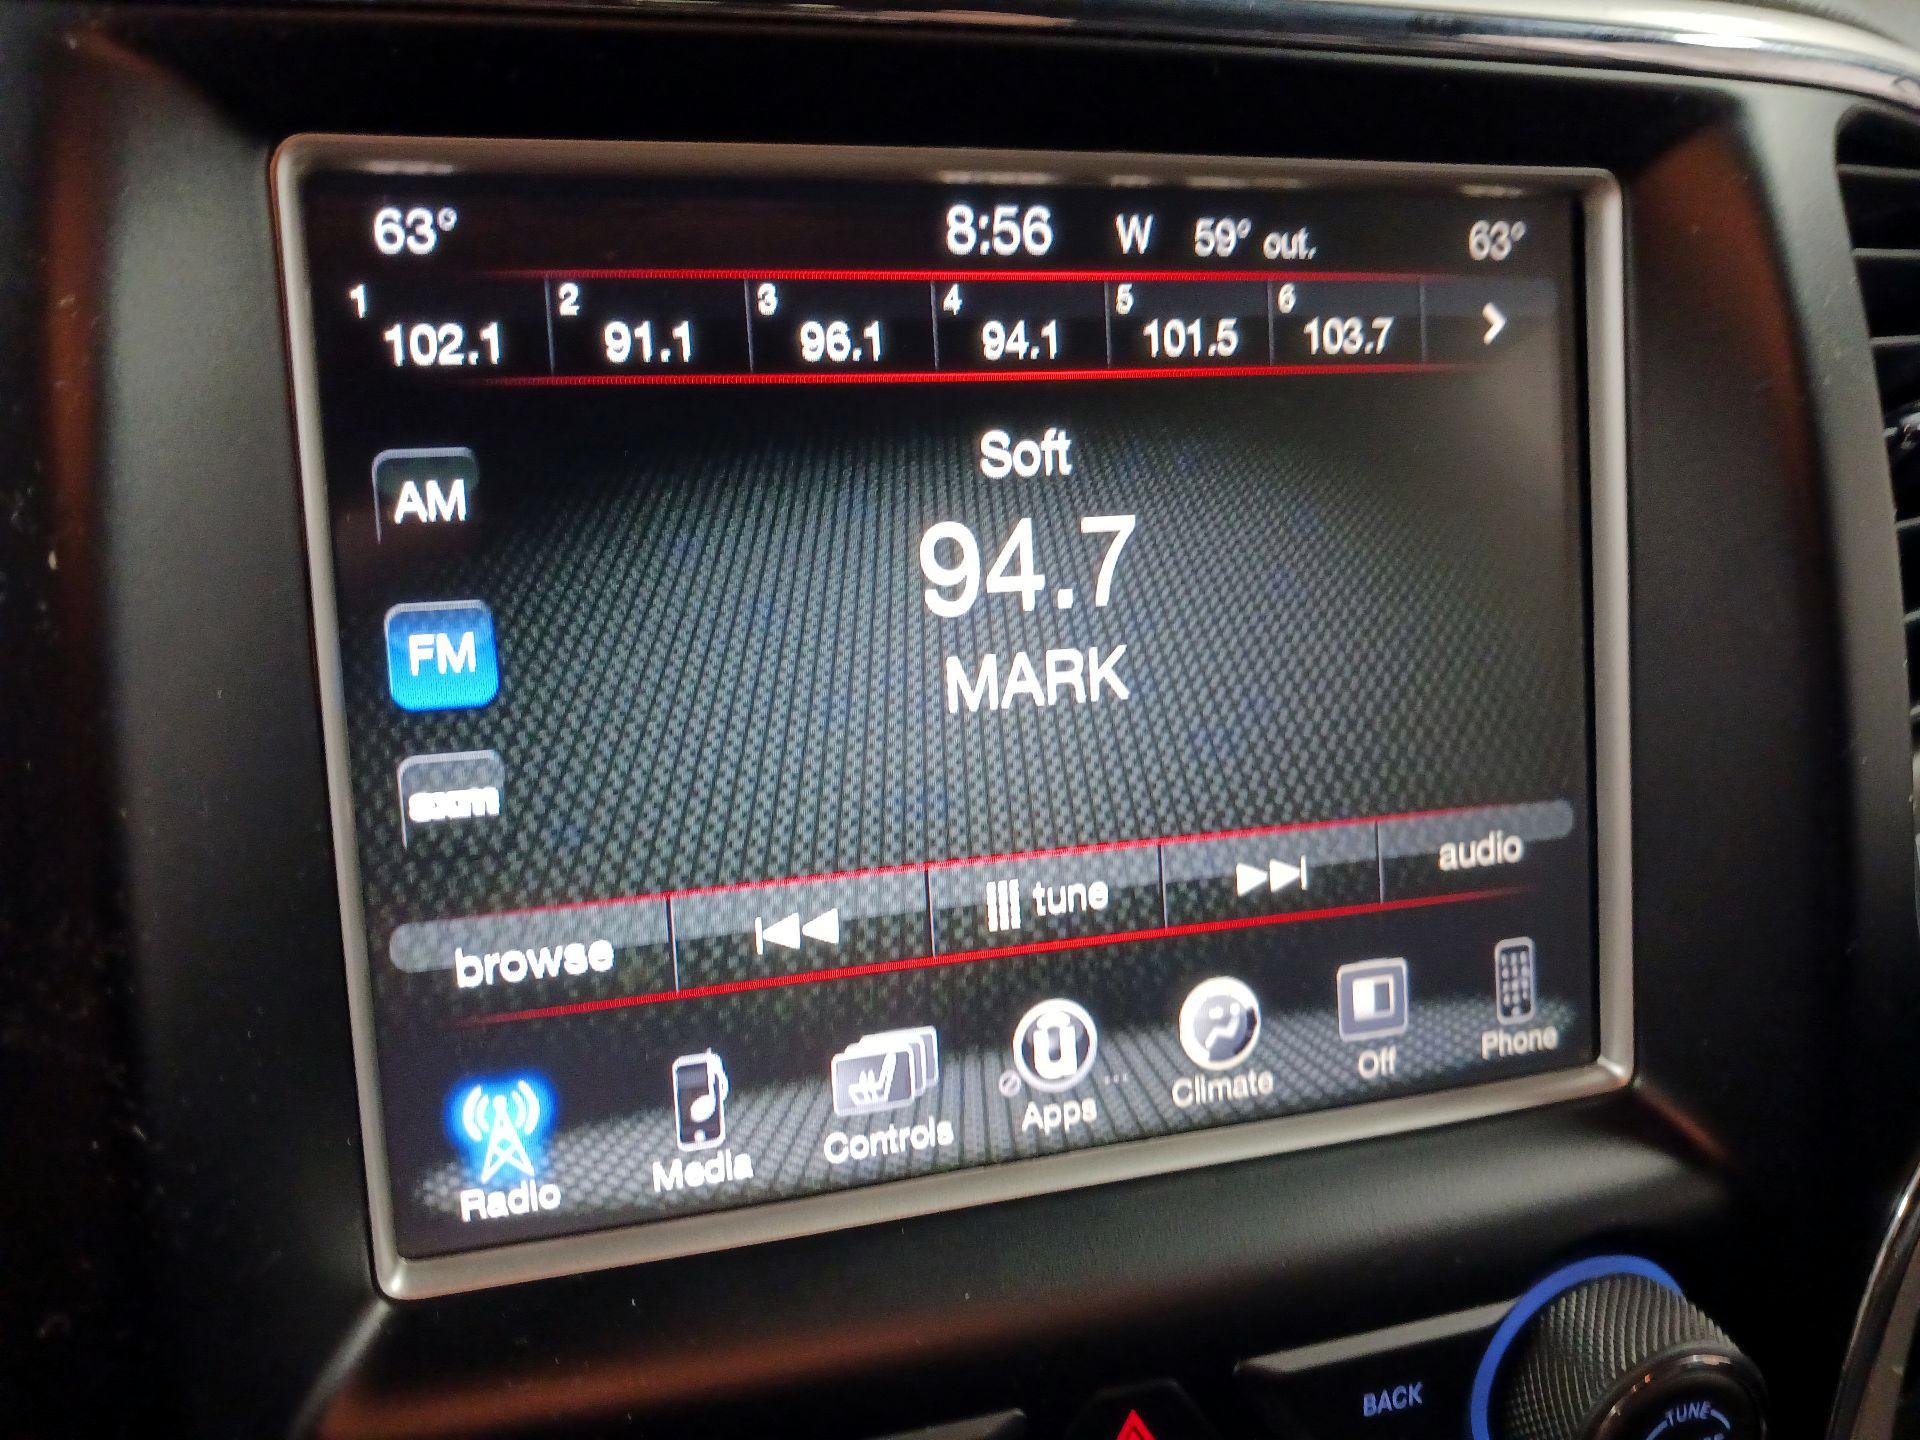 63° 8:56 W 59° out. 63°
1 2 3 4 5 6
102.1 91.1 96.1 94.1 101.5 103.7
Soft
AM
94.7
FM
MARK
sxm
browse tune audio
Radio Media Controls Apps Climate Off Phone
BACK
TUNE